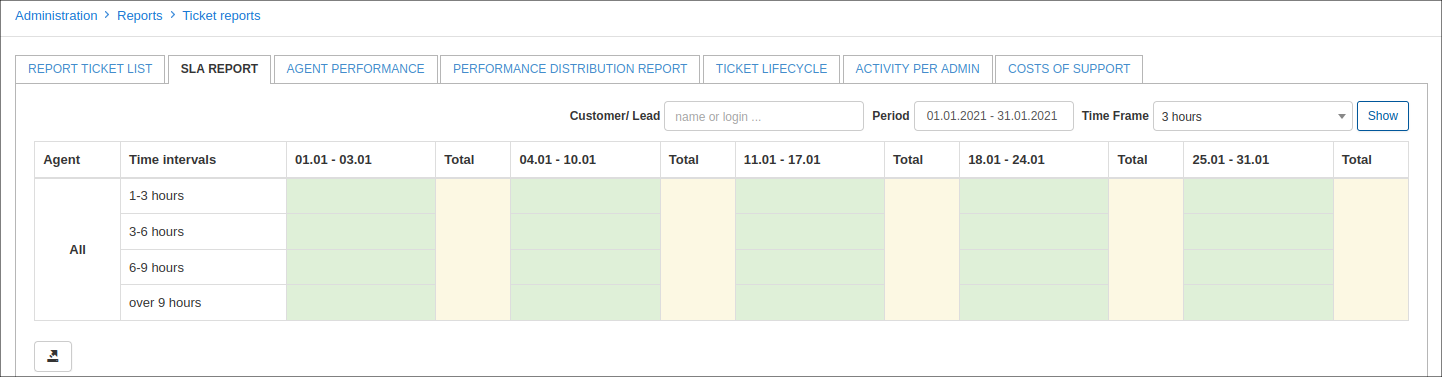 Administration > Reports > Ticket reports
REPORT TICKET LIST SLA REPORT AGENT PERFORMANCE PERFORMANCE DISTRIBUTION REPORT TICKET LIFECYCLE ACTIVITY PER ADMIN COSTS OF SUPPORT
Customer/ Lead name or login ... Period 01.01.2021 - 31.01.2021 Time Frame 3 hours Show
Agent Time intervals 01.01 - 03.01 Total 04.01 - 10.01 Total 11.01 - 17.01 Total 18.01 - 24.01 Total 25.01 - 31.01 Total
1-3 hours
3-6 hours
All
6-9 hours
over 9 hours